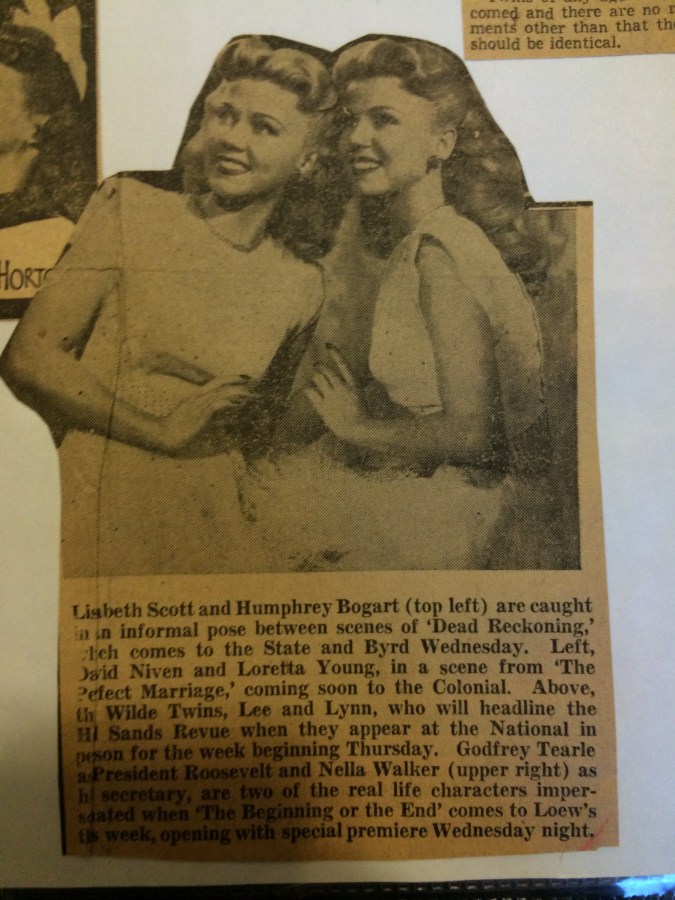 comed and there are no
ments other than that
should be identical.
HORT
Lisbeth Scott and Humphrey Bogart (top left) are caught
in an informal pose between scenes of 'Dead Reckoning,'
comes to the State and Byrd Wednesday. Left,
David Niven and Loretta Young, in a scene from 'The
Perfect Marriage,' coming soon to the Colonial. Above,
Wilde Twins, Lee and Lynn, who will headline the
Sands Revue when they appear at the National in
person for the week beginning Thursday. Godfrey Tearle
as President Roosevelt and Nella Walker (upper right) as
secretary, are two of the real life characters imper-
sonated when 'The Beginning or the End' comes to Loew's
this week, opening with special premiere Wednesday night.